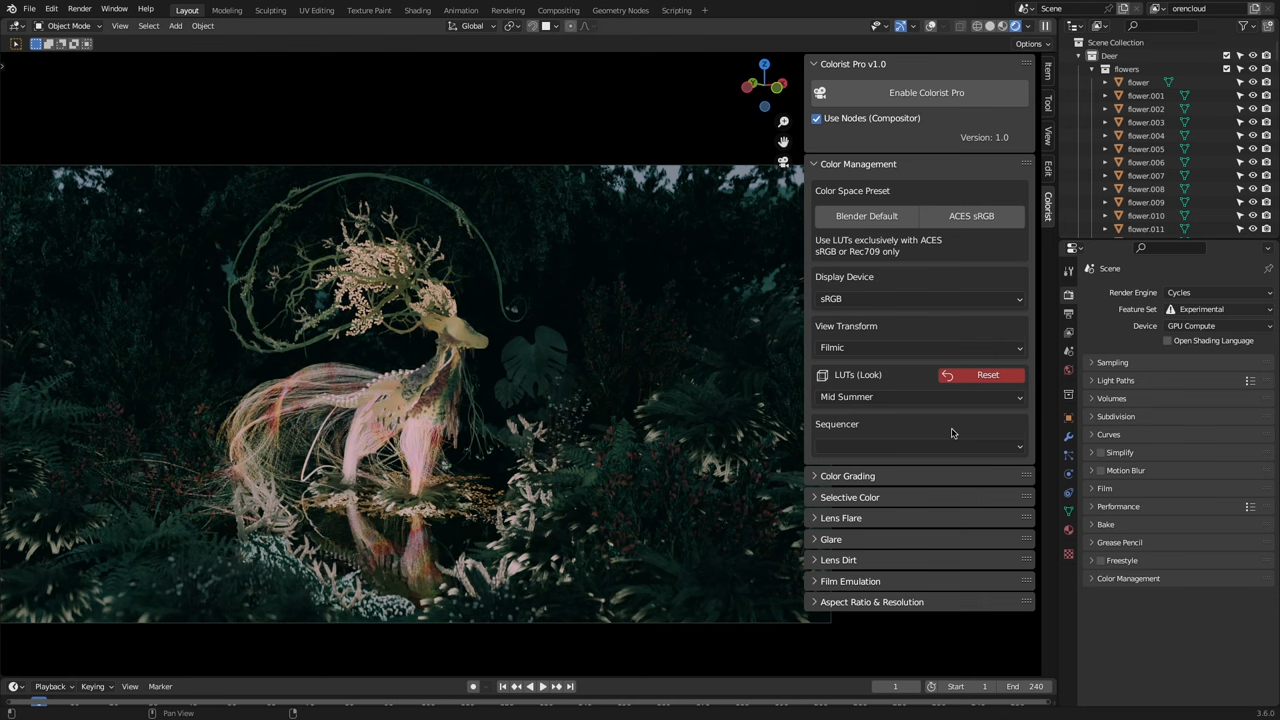 File Edit Render Window Help Layout Modeling Sculpting UV Editing Texture Paint Shading Animation Rendering Compositing Geometry Nodes Scripting + Scene orencloud
Object Mode View Select Add Object Global
Options
Z
Y
X
Colorist Pro v1.0
Enable Colorist Pro
Use Nodes (Compositor)
Version: 1.0
Color Management
Color Space Preset
Blender Default ACES sRGB
Use LUTs exclusively with ACES
sRGB or Rec709 only
Display Device
sRGB
View Transform
Filmic
LUTs (Look) Reset
Mid Summer
Sequencer
Color Grading
Selective Color
Lens Flare
Glare
Lens Dirt
Film Emulation
Aspect Ratio & Resolution
Item
Tool
View
Edit
Colorist
Scene Collection
Deer
flowers
flower
flower.001
flower.002
flower.003
flower.004
flower.005
flower.006
flower.007
flower.008
flower.009
flower.010
flower.011
Scene
Render Engine Cycles
Feature Set Experimental
Device GPU Compute
Open Shading Language
Sampling
Light Paths
Volumes
Subdivision
Curves
Simplify
Motion Blur
Film
Performance
Bake
Grease Pencil
Freestyle
Color Management
Playback Keying View Marker 1 Start 1 End 240
Pan View
3.6.0